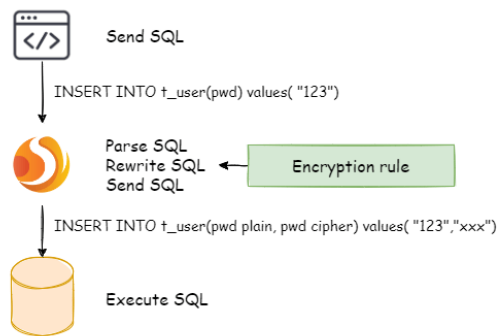 </>
Send SQL
INSERT INTO t_user(pwd) values( "123")
Parse SQL
Rewrite SQL
Send SQL
Encryption rule
INSERT INTO t_user(pwd plain, pwd cipher) values( "123","xxx")
Execute SQL